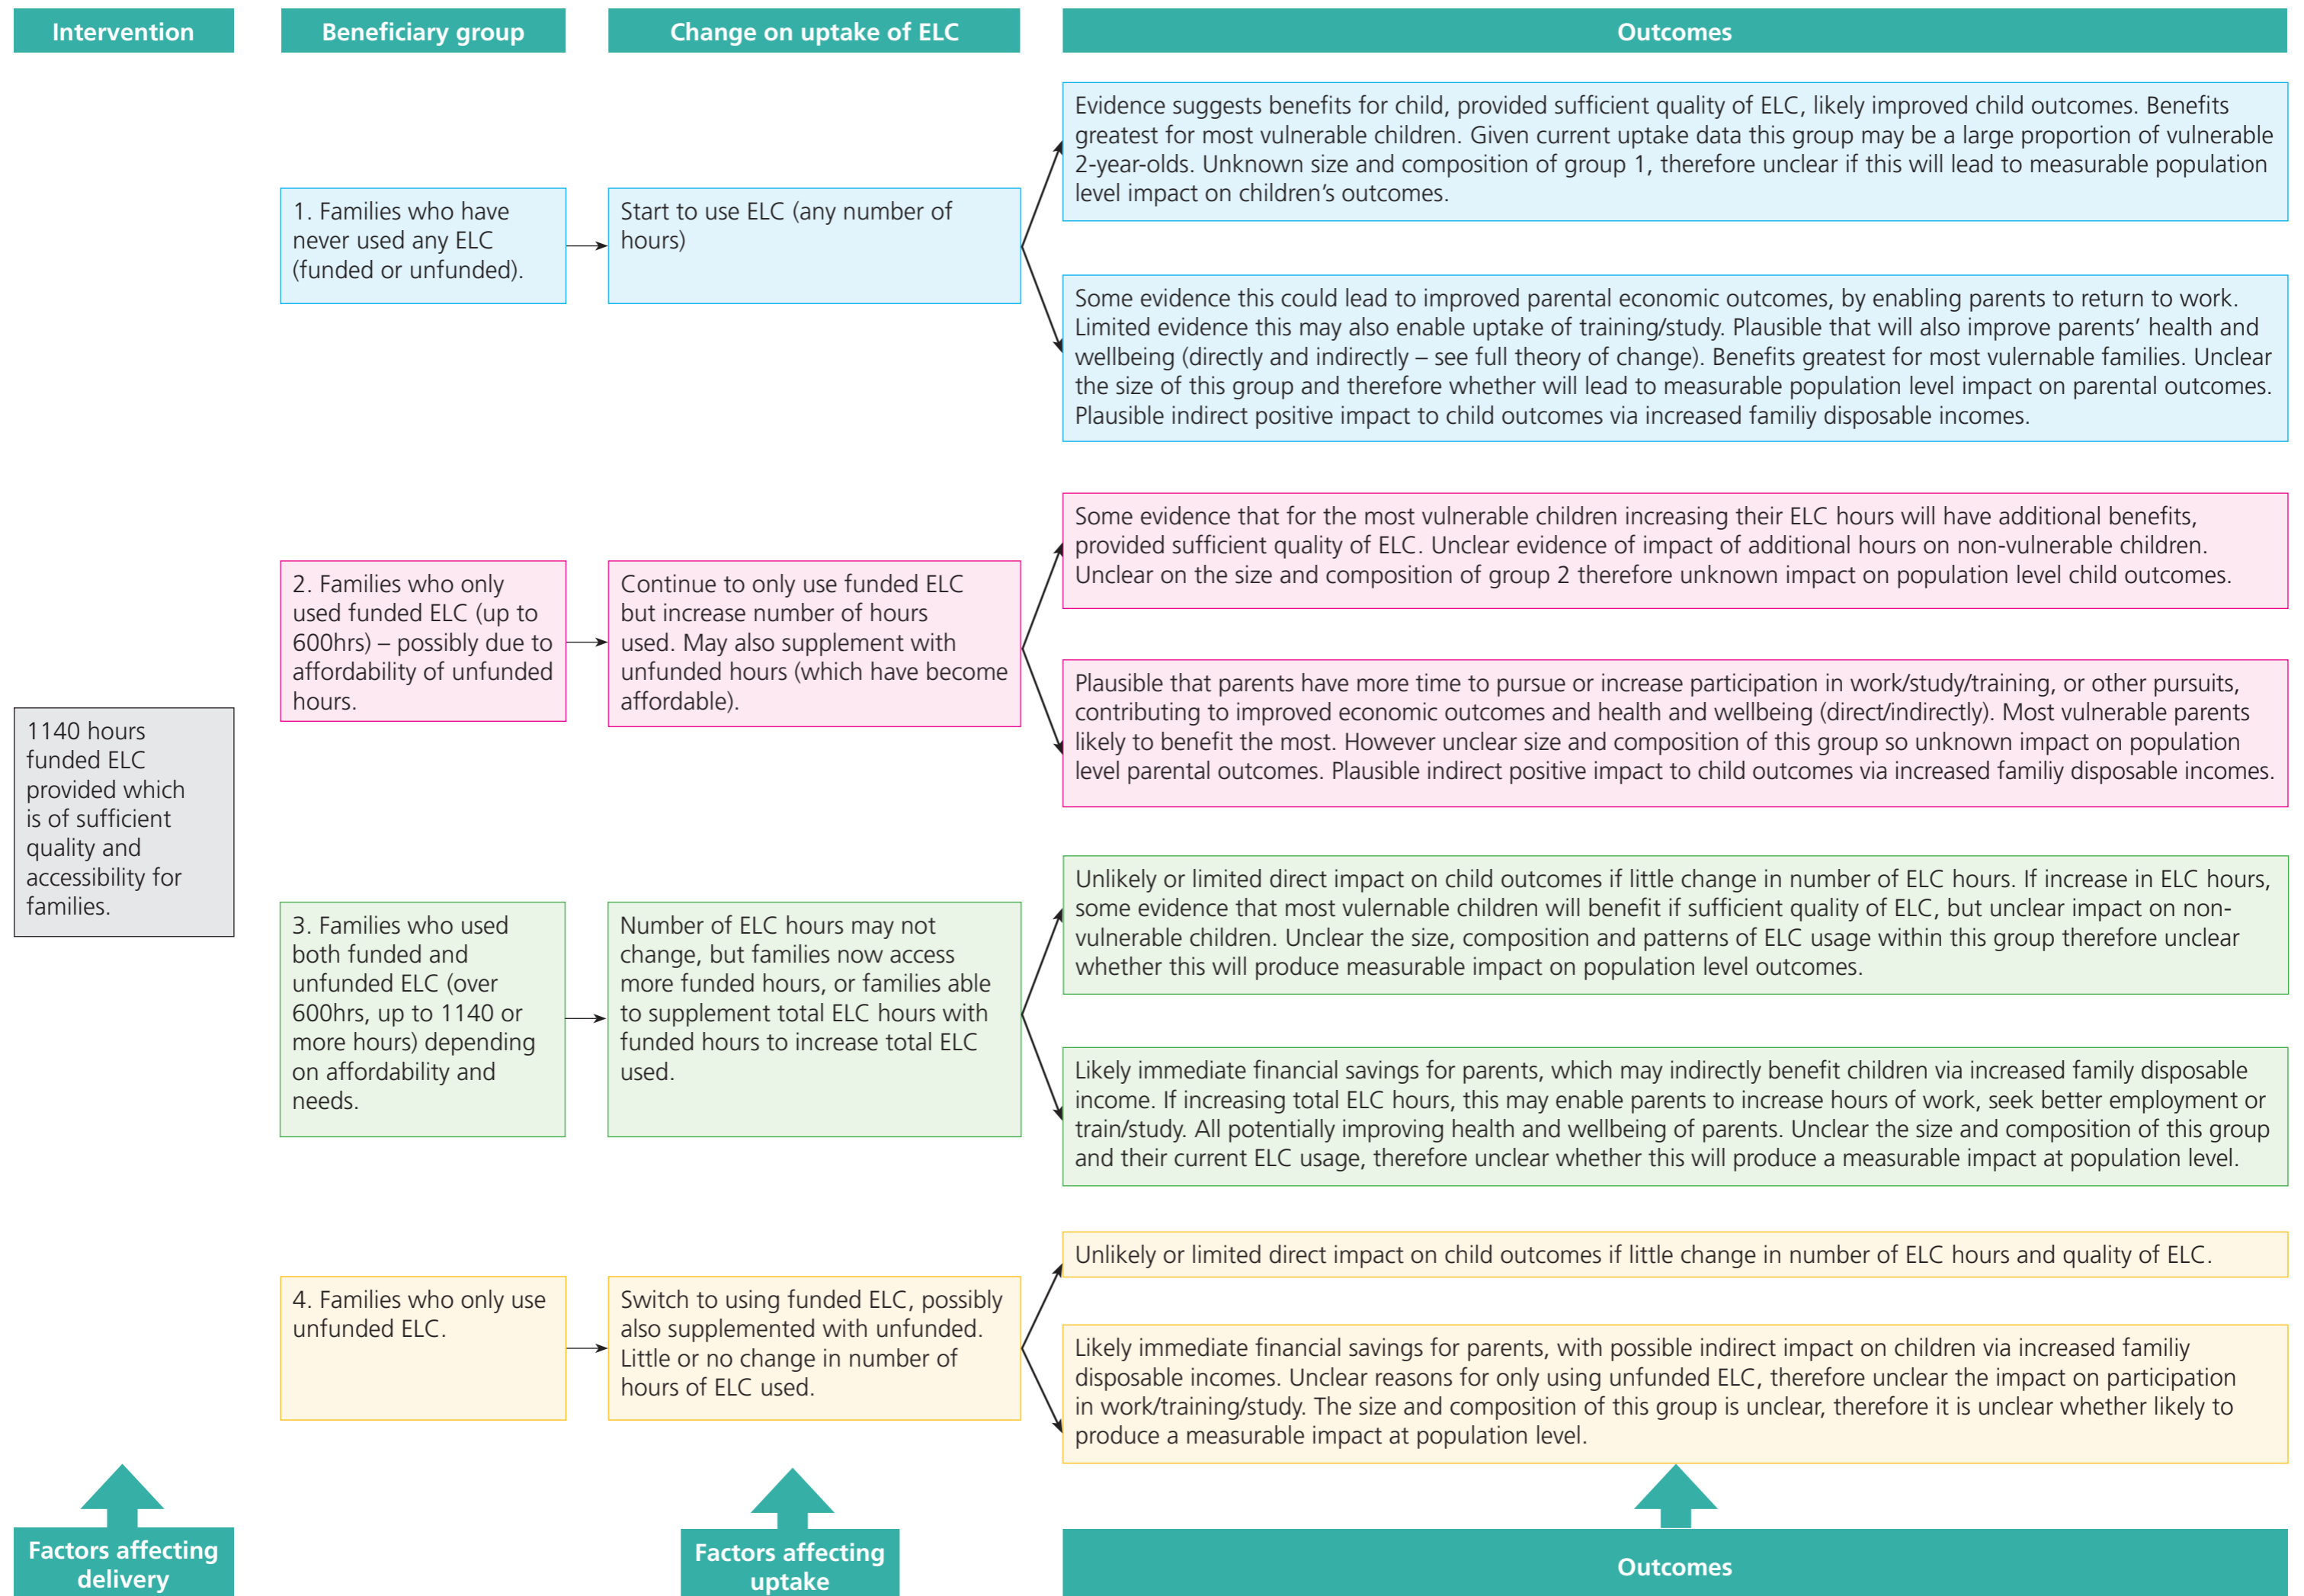 Intervention
Beneficiary group
Change on uptake of ELC
Outcomes
1140 hours
funded ELC
provided which
is of sufficient
quality and
accessibility for
families.
1. Families who have
never used any ELC
(funded or unfunded).
Start to use ELC (any number of
hours)
Evidence suggests benefits for child, provided sufficient quality of ELC, likely improved child outcomes. Benefits
greatest for most vulnerable children. Given current uptake data this group may be a large proportion of vulnerable
2-year-olds. Unknown size and composition of group 1, therefore unclear if this will lead to measurable population
level impact on children’s outcomes.
Some evidence this could lead to improved parental economic outcomes, by enabling parents to return to work.
Limited evidence this may also enable uptake of training/study. Plausible that will also improve parents’ health and
wellbeing (directly and indirectly – see full theory of change). Benefits greatest for most vulernable families. Unclear
the size of this group and therefore whether will lead to measurable population level impact on parental outcomes.
Plausible indirect positive impact to child outcomes via increased familiy disposable incomes.
2. Families who only
used funded ELC (up to
600hrs) – possibly due to
affordability of unfunded
hours.
Continue to only use funded ELC
but increase number of hours
used. May also supplement with
unfunded hours (which have become
affordable).
Some evidence that for the most vulnerable children increasing their ELC hours will have additional benefits,
provided sufficient quality of ELC. Unclear evidence of impact of additional hours on non-vulnerable children.
Unclear on the size and composition of group 2 therefore unknown impact on population level child outcomes.
Plausible that parents have more time to pursue or increase participation in work/study/training, or other pursuits,
contributing to improved economic outcomes and health and wellbeing (direct/indirectly). Most vulnerable parents
likely to benefit the most. However unclear size and composition of this group so unknown impact on population
level parental outcomes. Plausible indirect positive impact to child outcomes via increased familiy disposable incomes.
3. Families who used
both funded and
unfunded ELC (over
600hrs, up to 1140 or
more hours) depending
on affordability and
needs.
Number of ELC hours may not
change, but families now access
more funded hours, or families able
to supplement total ELC hours with
funded hours to increase total ELC
used.
Unlikely or limited direct impact on child outcomes if little change in number of ELC hours. If increase in ELC hours,
some evidence that most vulernable children will benefit if sufficient quality of ELC, but unclear impact on non-
vulnerable children. Unclear the size, composition and patterns of ELC usage within this group therefore unclear
whether this will produce measurable impact on population level outcomes.
Likely immediate financial savings for parents, which may indirectly benefit children via increased family disposable
income. If increasing total ELC hours, this may enable parents to increase hours of work, seek better employment or
train/study. All potentially improving health and wellbeing of parents. Unclear the size and composition of this group
and their current ELC usage, therefore unclear whether this will produce a measurable impact at population level.
4. Families who only use
unfunded ELC.
Switch to using funded ELC, possibly
also supplemented with unfunded.
Little or no change in number of
hours of ELC used.
Unlikely or limited direct impact on child outcomes if little change in number of ELC hours and quality of ELC.
Likely immediate financial savings for parents, with possible indirect impact on children via increased familiy
disposable incomes. Unclear reasons for only using unfunded ELC, therefore unclear the impact on participation
in work/training/study. The size and composition of this group is unclear, therefore it is unclear whether likely to
produce a measurable impact at population level.
Factors affecting
delivery
Factors affecting
uptake
Outcomes